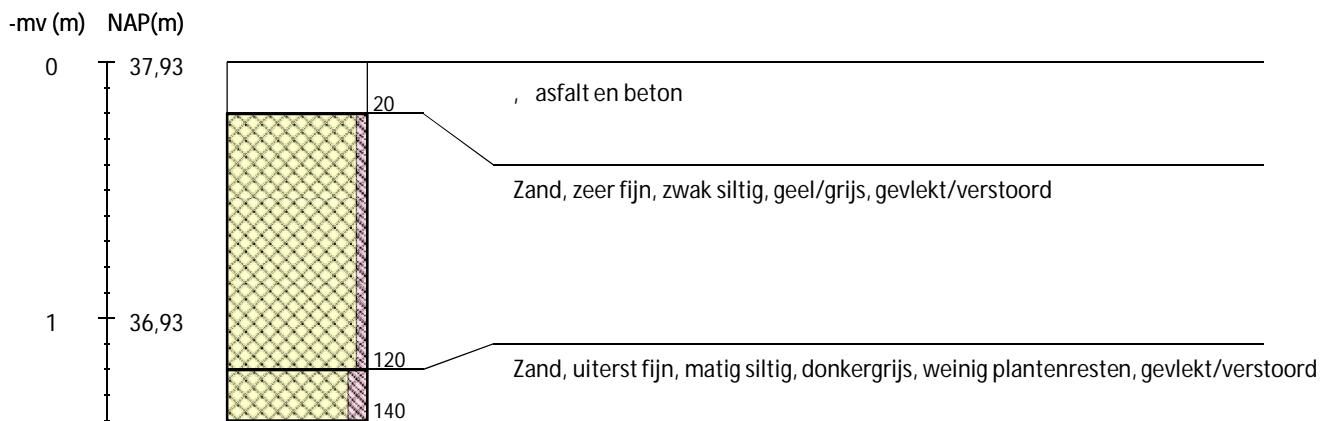 -mv (m) NAP(m)
0 37,93
, asfalt en beton
20
Zand, zeer fijn, zwak siltig, geel/grijs, gevlekt/verstoord
1 36,93
120
Zand, uiterst fijn, matig siltig, donkergrijs, weinig plantenresten, gevlekt/verstoord
140